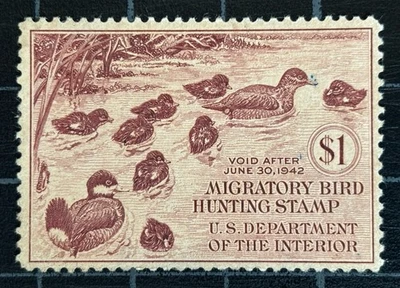 VOID AFTER
JUNE 30, 1942
$1
MIGRATORY BIRD
HUNTING STAMP
U.S. DEPARTMENT
OF THE INTERIOR